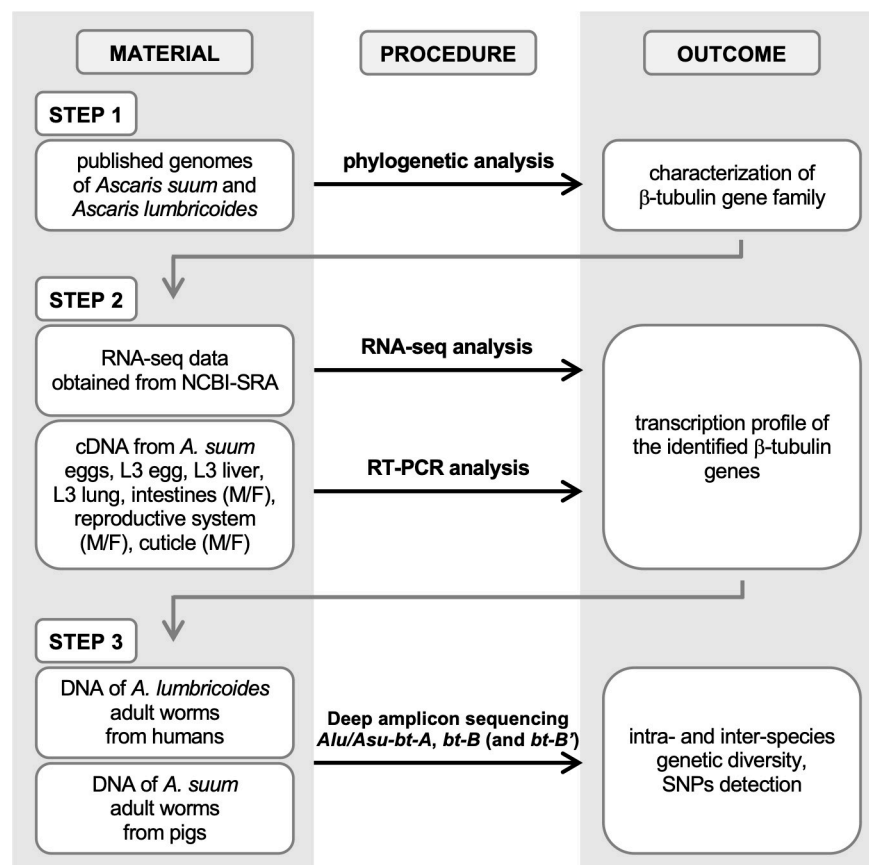 MATERIAL
PROCEDURE
OUTCOME
STEP 1
published genomes
of Ascaris suum and
Ascaris lumbricoides
phylogenetic analysis
characterization of
β-tubulin gene family
STEP 2
RNA-seq data
obtained from NCBI-SRA
RNA-seq analysis
cDNA from A. suum
eggs, L3 egg, L3 liver,
L3 lung, intestines (M/F),
reproductive system
(M/F), cuticle (M/F)
RT-PCR analysis
transcription profile of
the identified β-tubulin
genes
STEP 3
DNA of A. lumbricoides
adult worms
from humans
DNA of A. suum
adult worms
from pigs
Deep amplicon sequencing
Alu/Asu-bt-A, bt-B (and bt-B’)
intra- and inter-species
genetic diversity,
SNPs detection